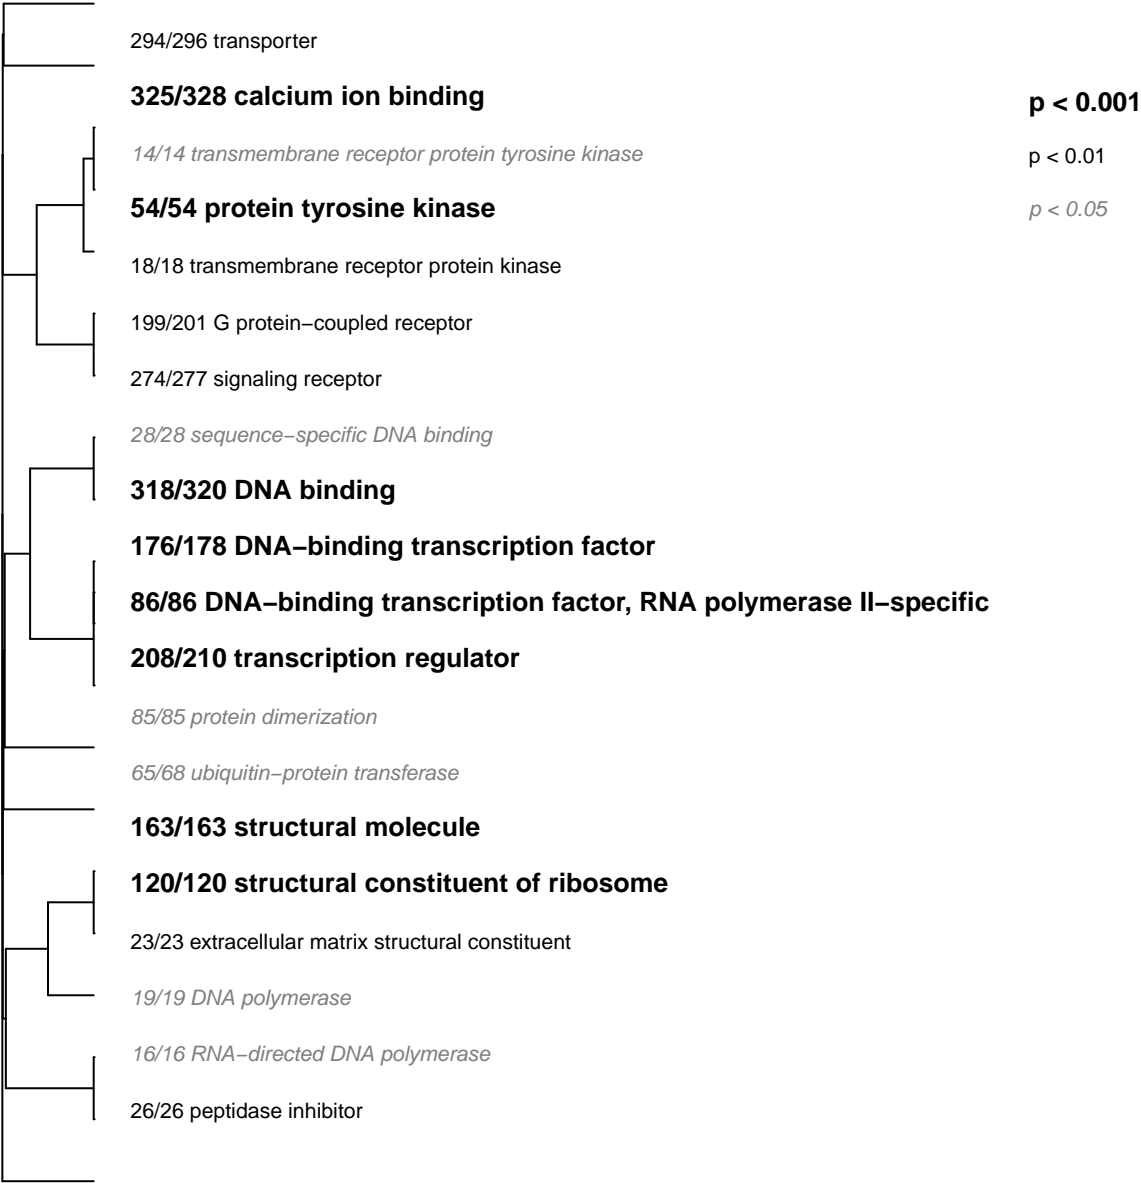 294/296 transporter
325/328 calcium ion binding
14/14 transmembrane receptor protein tyrosine kinase
54/54 protein tyrosine kinase
18/18 transmembrane receptor protein kinase
199/201 G protein−coupled receptor
274/277 signaling receptor
28/28 sequence−specific DNA binding
318/320 DNA binding
176/178 DNA−binding transcription factor
86/86 DNA−binding transcription factor, RNA polymerase II−specific
208/210 transcription regulator
85/85 protein dimerization
65/68 ubiquitin−protein transferase
163/163 structural molecule
120/120 structural constituent of ribosome
23/23 extracellular matrix structural constituent
19/19 DNA polymerase
16/16 RNA−directed DNA polymerase
26/26 peptidase inhibitor
p < 0.001
p < 0.01
p < 0.05